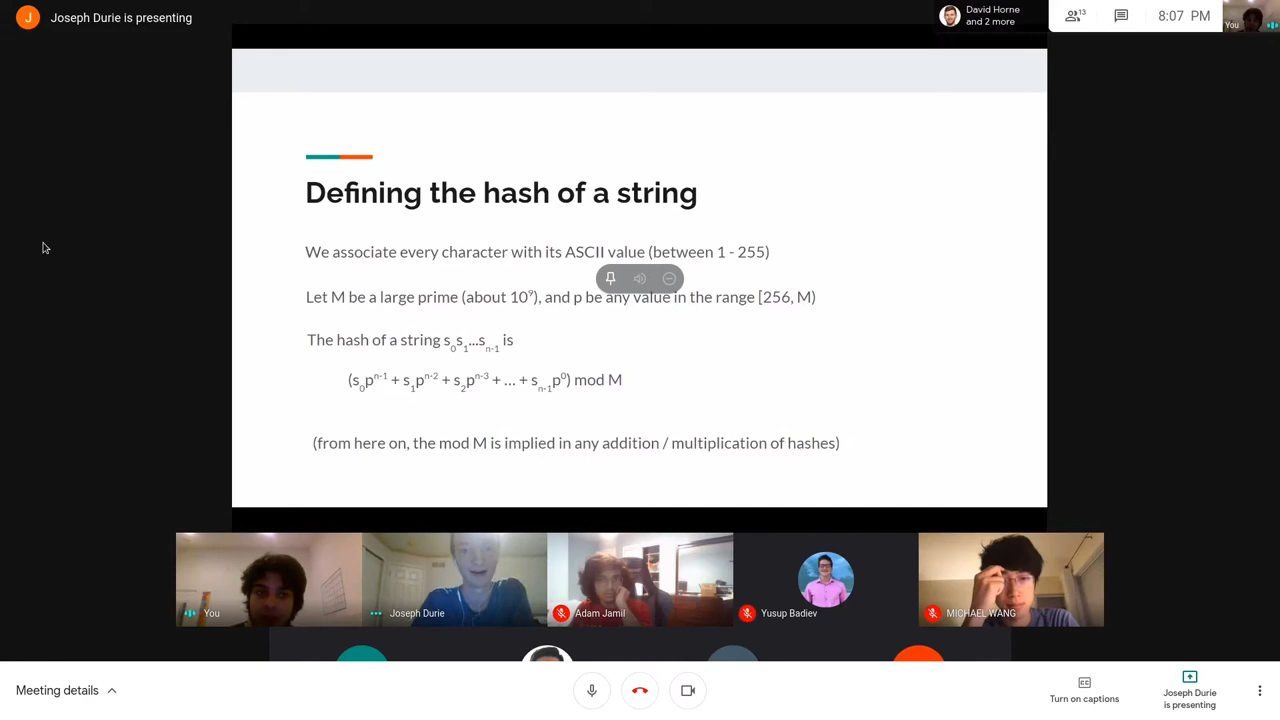 J
Joseph Durie is presenting
David Horne
and 2 more
13
8:07 PM
You
Defining the hash of a string
We associate every character with its ASCII value (between 1 - 255)
Let M be a large prime (about 10⁹), and p be any value in the range [256, M)
The hash of a string s₀s₁...sₙ₋₁ is
(s₀pⁿ⁻¹ + s₁pⁿ⁻² + s₂pⁿ⁻³ + ... + sₙ₋₁p⁰) mod M
(from here on, the mod M is implied in any addition / multiplication of hashes)
You
Joseph Durie
Adam Jamil
Yusup Badiev
MICHAEL WANG
Meeting details
CC
Turn on captions
Joseph Durie
is presenting